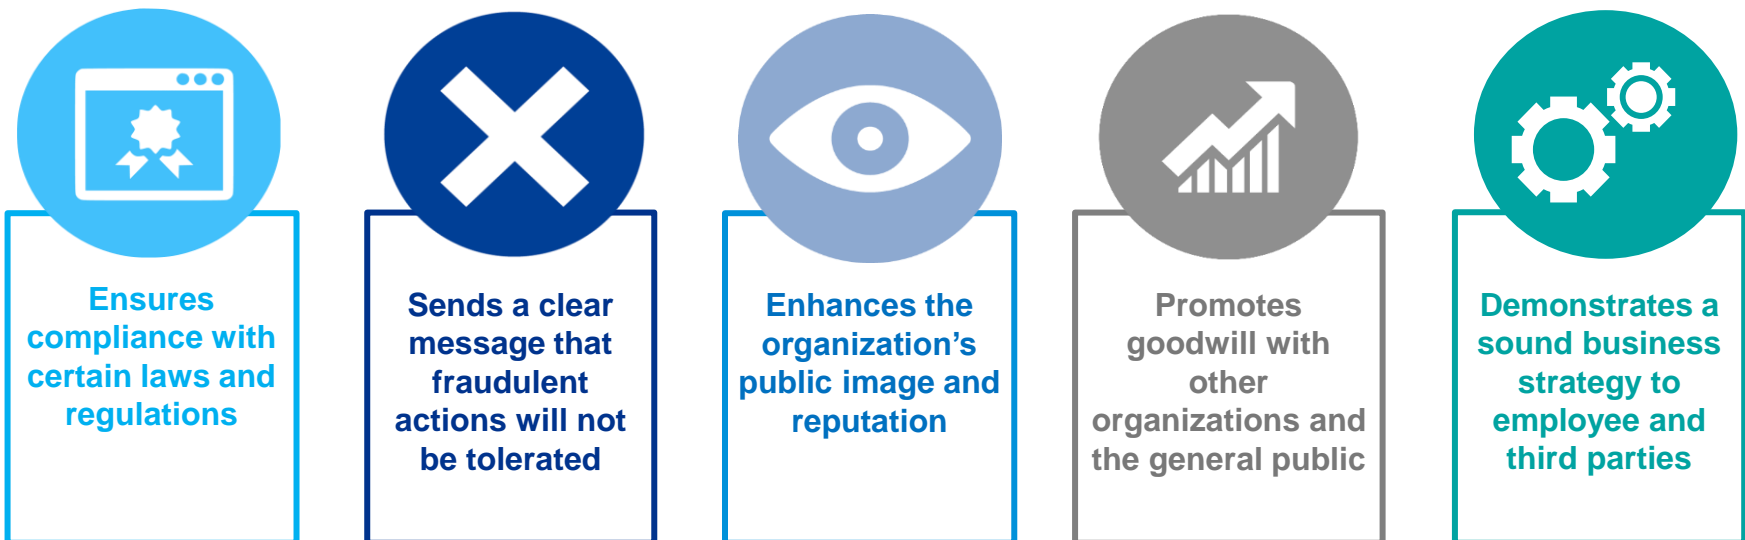 Ensures
compliance with
certain laws and
regulations
Sends a clear
message that
fraudulent
actions will not
be tolerated
Enhances the
organization’s
public image and
reputation
Promotes
goodwill with
other
organizations and
the general public
Demonstrates a
sound business
strategy to
employee and
third parties